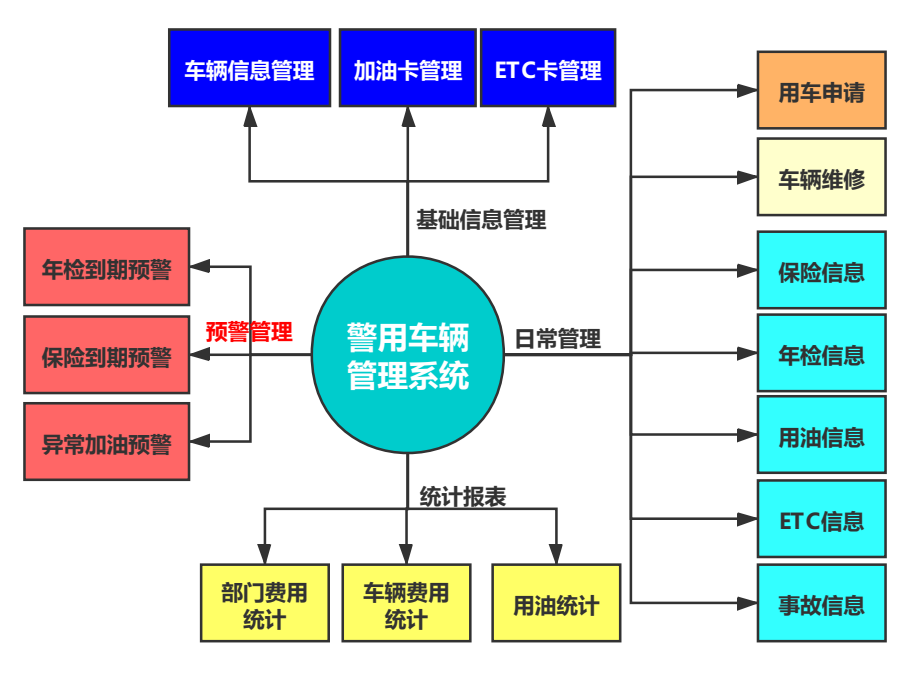 车辆信息管理
加油卡管理
ETC卡管理
基础信息管理
年检到期预警
保险到期预警
异常加油预警
预警管理
警用车辆
管理系统
日常管理
用车申请
车辆维修
保险信息
年检信息
用油信息
ETC信息
事故信息
统计报表
部门费用
统计
车辆费用
统计
用油统计